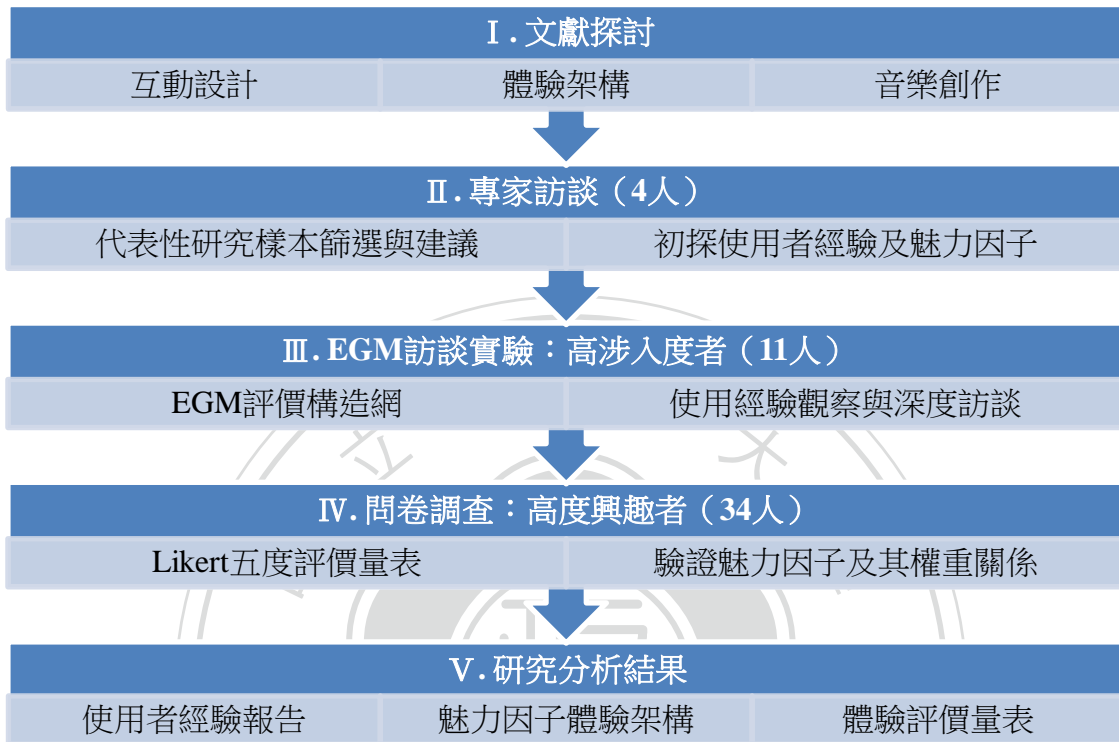 Ⅰ.文獻探討
互動設計 體驗架構 音樂創作
Ⅱ.專家訪談（4人）
代表性研究樣本篩選與建議 初探使用者經驗及魅力因子
Ⅲ.EGM訪談實驗：高涉入度者（11人）
EGM評價構造網 使用經驗觀察與深度訪談
立 大
Ⅳ.問卷調查：高度興趣者（34人）
Likert五度評價量表 驗證魅力因子及其權重關係
Ⅴ.研究分析結果
使用者經驗報告 魅力因子體驗架構 體驗評價量表